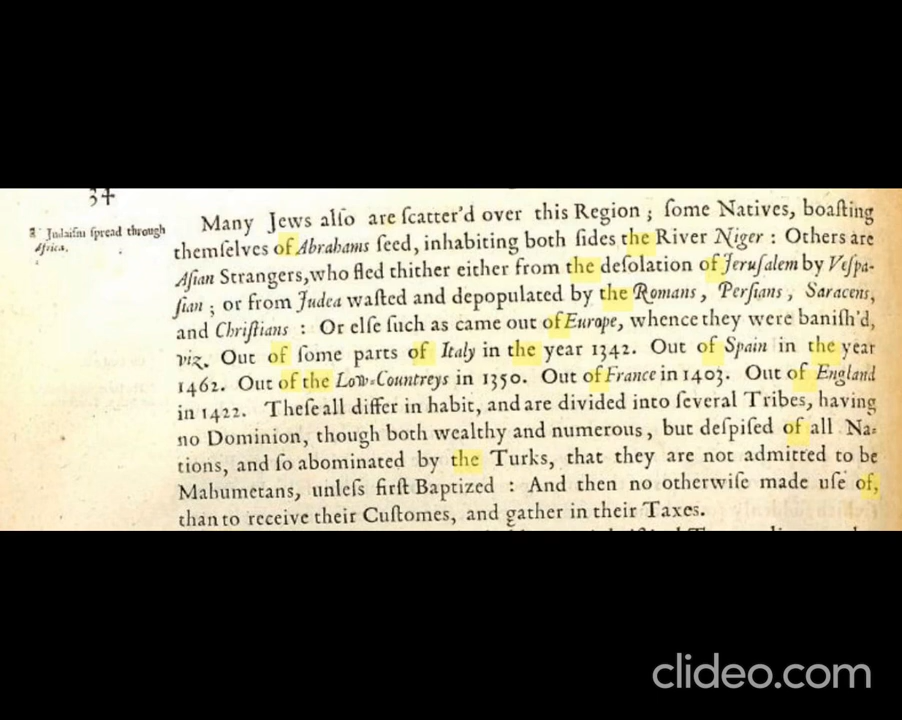 34
Judaiſm ſpread through
Africa.
Many Jews alſo are ſcatter'd over this Region ; ſome Natives, boaſting
themſelves of Abrahams ſeed, inhabiting both ſides the River Niger : Others are
Aſian Strangers, who fled thither either from the deſolation of Jeruſalem by Veſpa-
ſian ; or from Judea waſted and depopulated by the Romans, Perſians, Saracens,
and Chriſtians : Or elſe ſuch as came out of Europe, whence they were baniſh'd,
viz. Out of ſome parts of Italy in the year 1342. Out of Spain in the year
1462. Out of the Low-Countreys in 1350. Out of France in 1403. Out of England
in 1422. Theſe all differ in habit, and are divided into ſeveral Tribes, having
no Dominion, though both wealthy and numerous, but deſpiſed of all Na-
tions, and ſo abominated by the Turks, that they are not admitted to be
Mahumetans, unleſs firſt Baptized : And then no otherwiſe made uſe of,
than to receive their Cuſtomes, and gather in their Taxes.
clideo.com